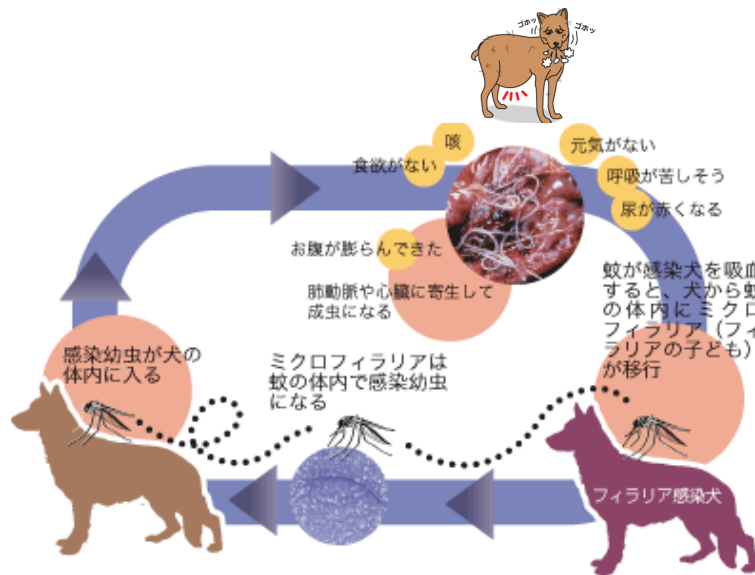 ゴホッ
ゴホッ
咳
食欲がない
元気がない
呼吸が苦しそう
尿が赤くなる
お腹が膨らんできた
肺動脈や心臓に寄生して
成虫になる
蚊が感染犬を吸血
すると、犬から蚊
の体内にミクロ
フィラリア（フィ
ラリアの子ども）
が移行
感染幼虫が犬の
体内に入る
ミクロフィラリアは
蚊の体内で感染幼虫
になる
フィラリア感染犬